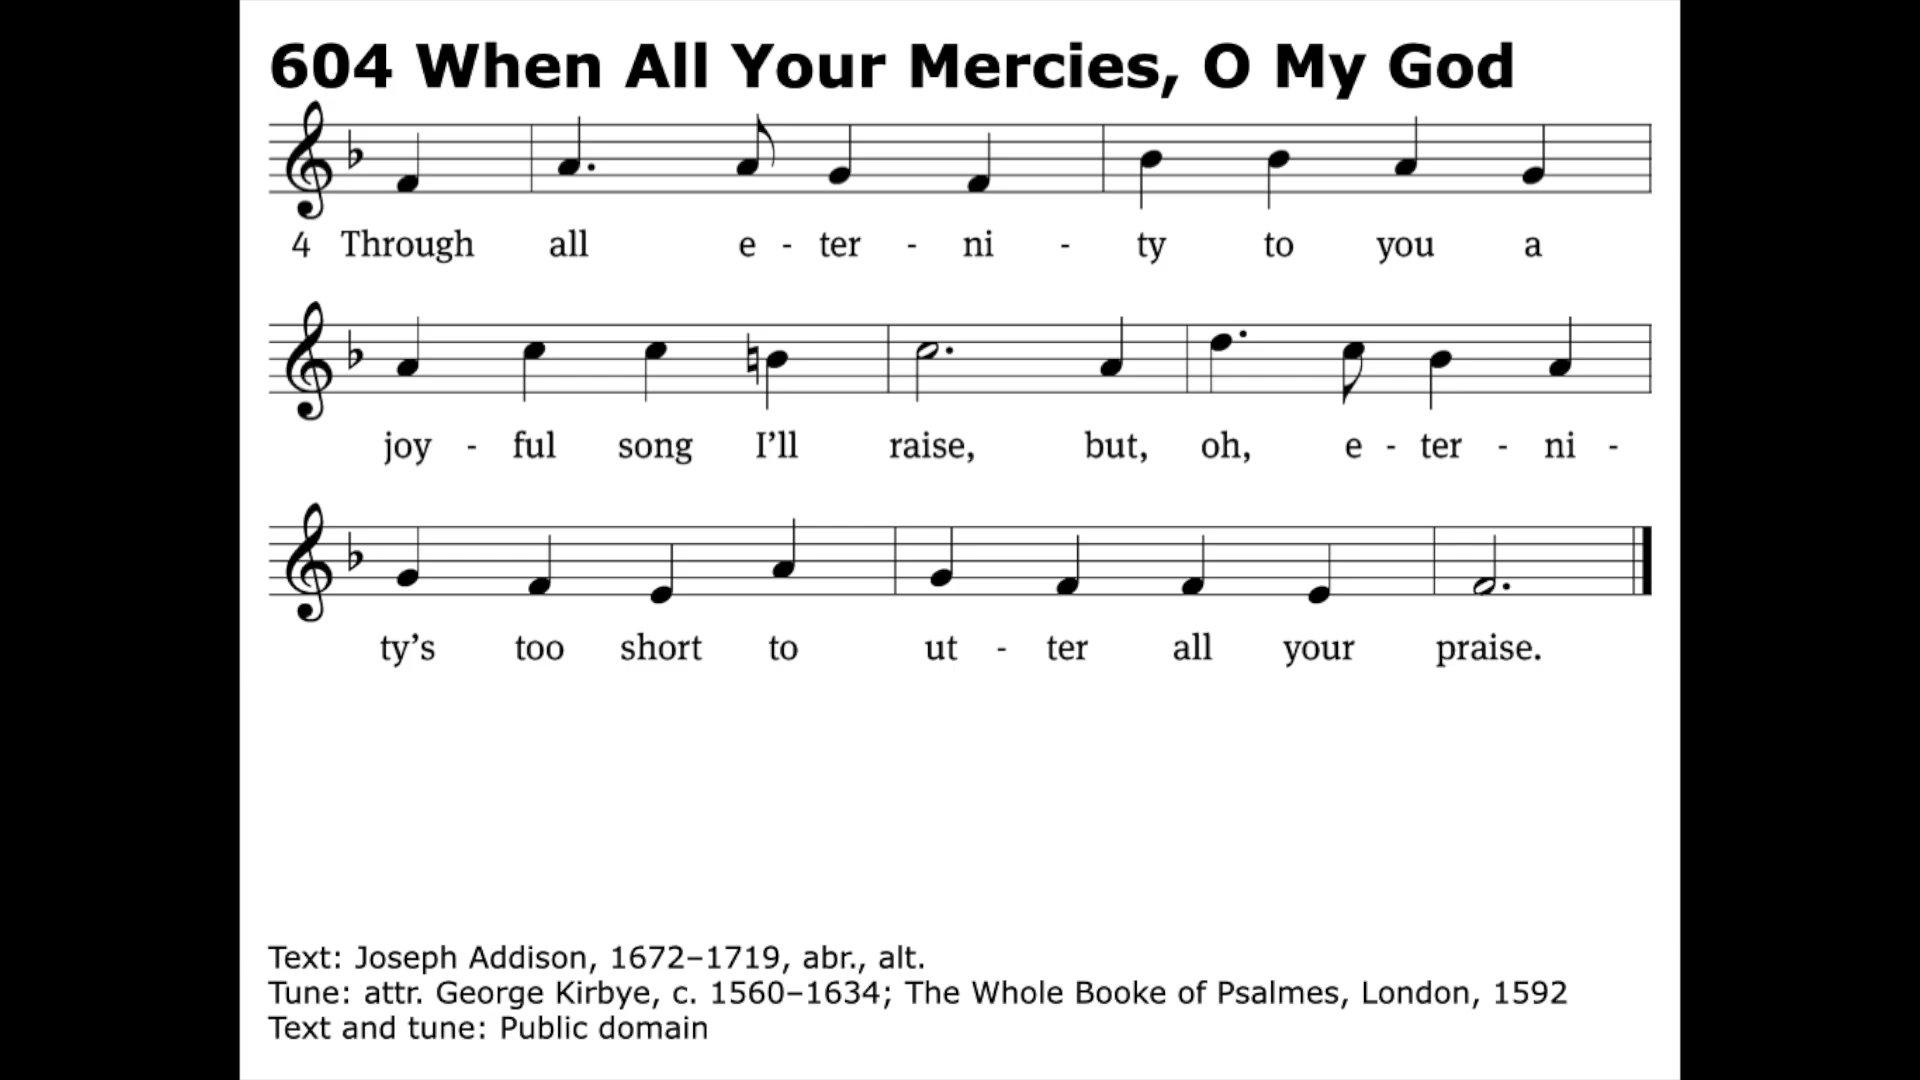 604 When All Your Mercies, O My God
4 Through all e - ter - ni - ty to you a
joy - ful song I’ll raise, but, oh, e - ter - ni -
ty’s too short to ut - ter all your praise.
Text: Joseph Addison, 1672–1719, abr., alt.
Tune: attr. George Kirbye, c. 1560–1634; The Whole Booke of Psalmes, London, 1592
Text and tune: Public domain